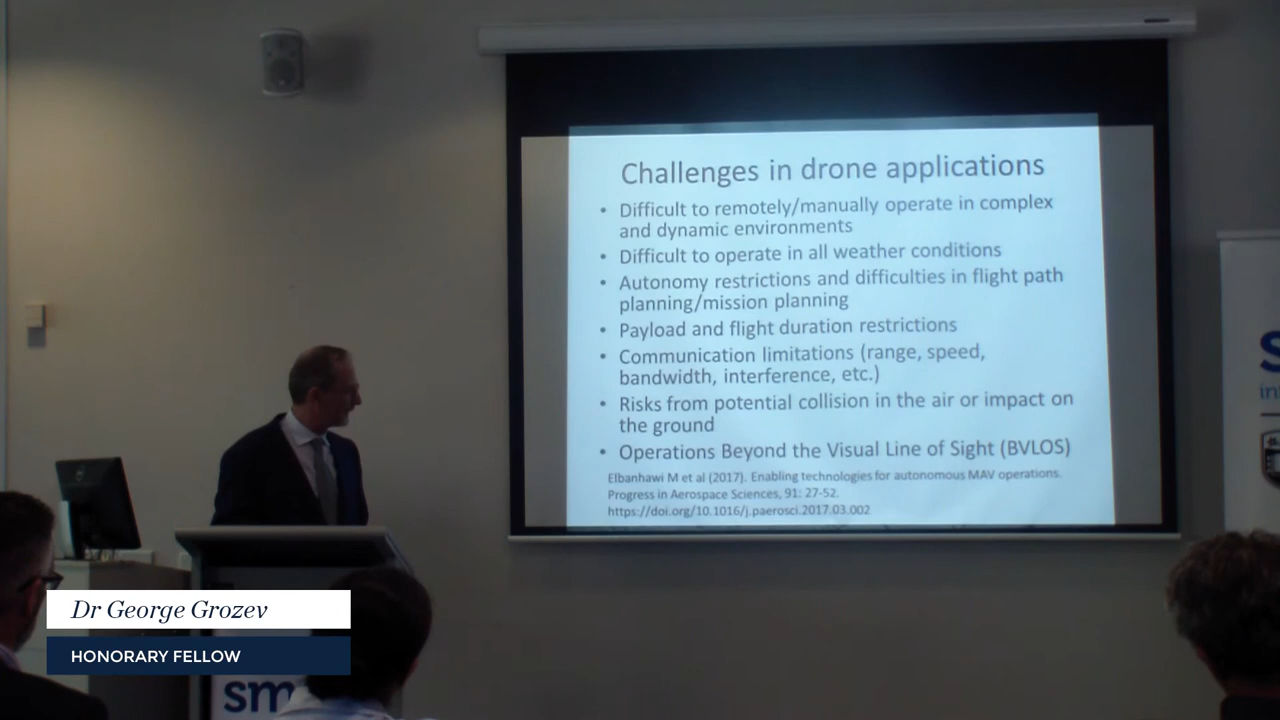 Challenges in drone applications
• Difficult to remotely/manually operate in complex
and dynamic environments
• Difficult to operate in all weather conditions
• Autonomy restrictions and difficulties in flight path
planning/mission planning
• Payload and flight duration restrictions
• Communication limitations (range, speed,
bandwidth, interference, etc.)
• Risks from potential collision in the air or impact on
the ground
• Operations Beyond the Visual Line of Sight (BVLOS)
Elbanhawi M et al (2017). Enabling technologies for autonomous MAV operations.
Progress in Aerospace Sciences, 91: 27-52.
https://doi.org/10.1016/j.paerosci.2017.03.002
Dr George Grozev
HONORARY FELLOW